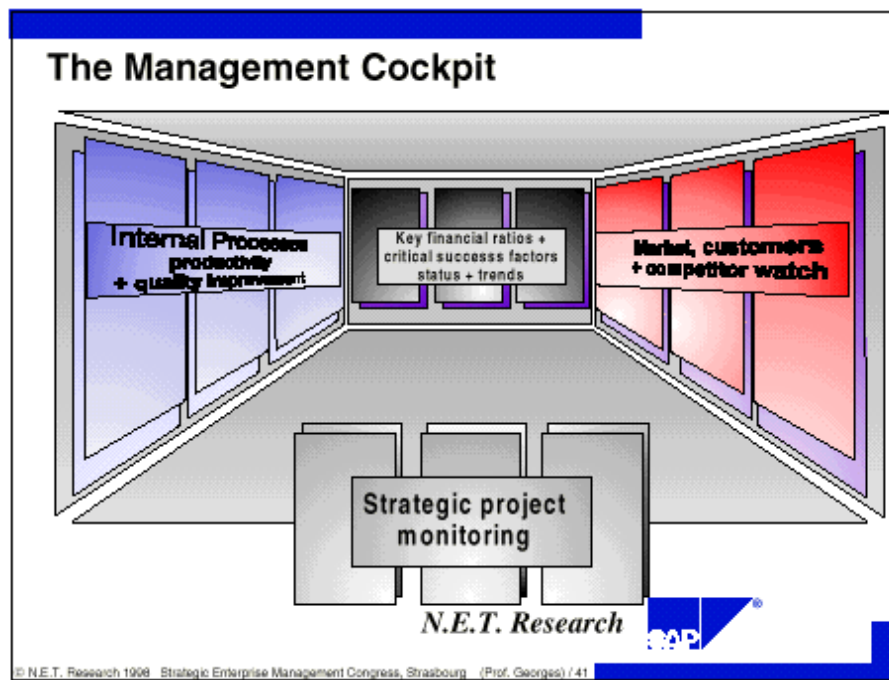 The Management Cockpit
Internal Processes
productivity
+ quality improvement
Key financial ratios +
critical successs factors
status + trends
Market, customers
+ competitor watch
Strategic project
monitoring
N.E.T. Research
SAP
®
© N.E.T. Research 1998 Strategic Enterprise Management Congress, Strasbourg (Prof. Georges) / 41